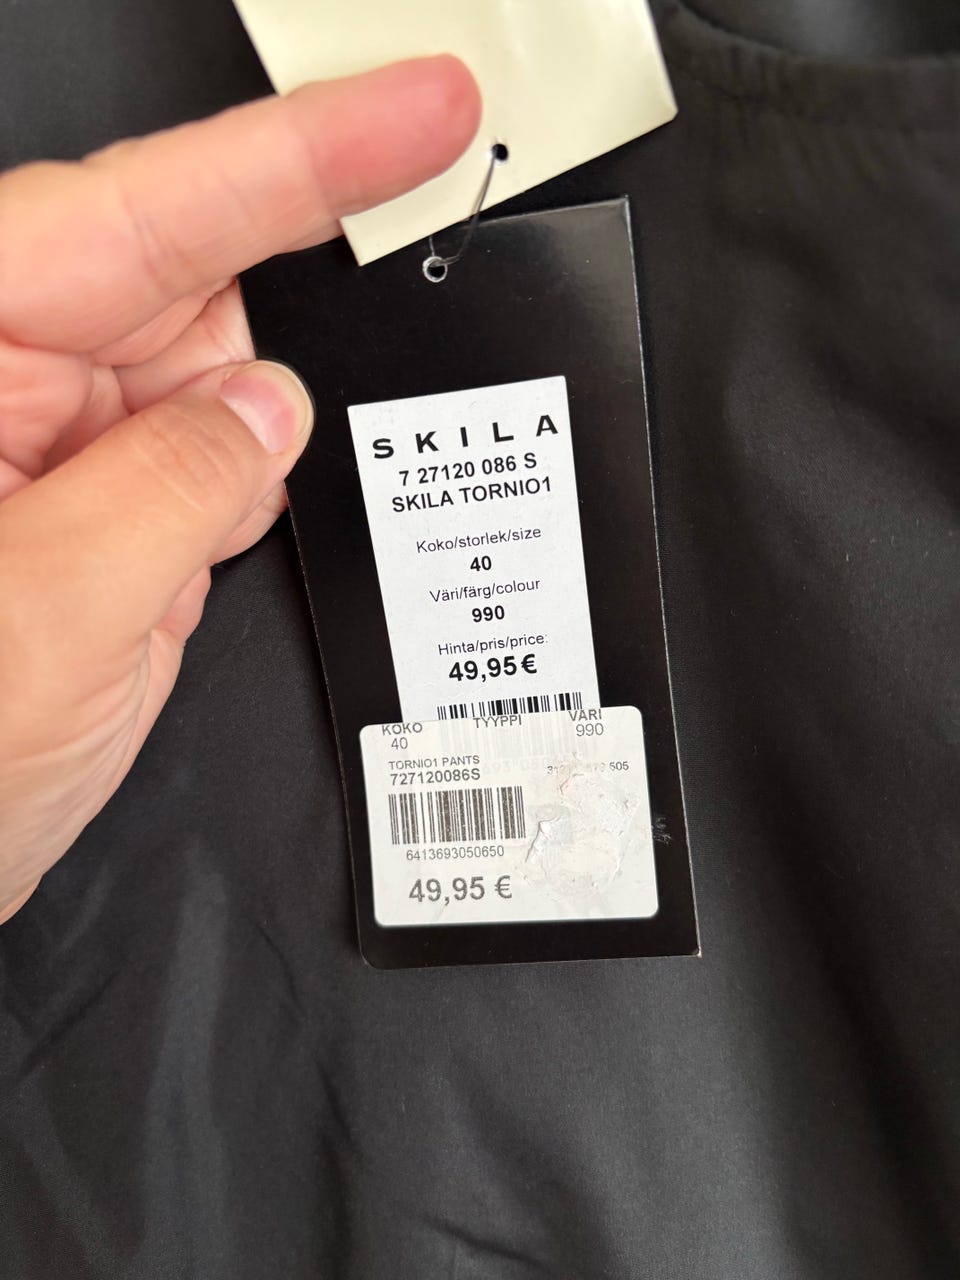 SKILA
7 27120 086 S
SKILA TORNIO1
Koko/storlek/size
40
Väri/färg/colour
990
Hinta/pris/price:
49,95€
KOKO TYYPPI VÄRI
40 990
TORNIO1 PANTS
727120086S 505
6413693050650
49,95 €